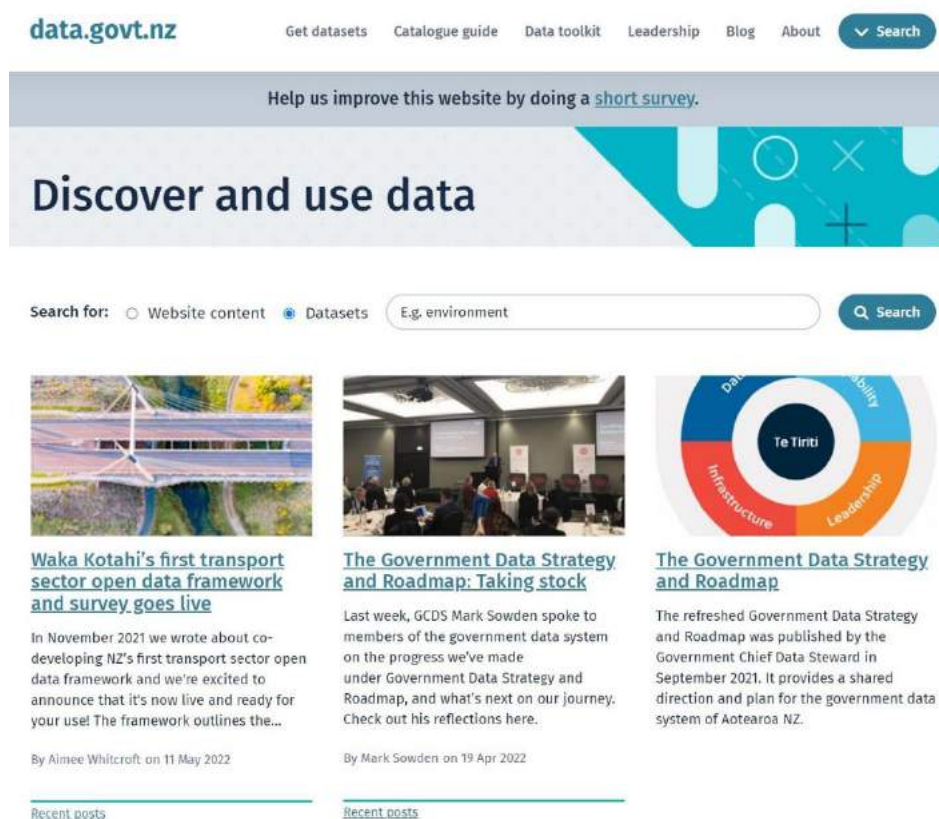 data.govt.nz
Get datasets Catalogue guide Data toolkit Leadership Blog About Search
Help us improve this website by doing a short survey.
Discover and use data
Search for: Website content Datasets E.g. environment Search
Te Tiriti
Infrastructure
Leadership
Waka Kotahi's first transport
sector open data framework
and survey goes live
In November 2021 we wrote about co-
developing NZ's first transport sector open
data framework and we're excited to
announce that it's now live and ready for
your use! The framework outlines the...
By Aimee Whitcroft on 11 May 2022
Recent posts
The Government Data Strategy
and Roadmap: Taking stock
Last week, GCDS Mark Sowden spoke to
members of the government data system
on the progress we've made
under Government Data Strategy and
Roadmap, and what's next on our journey.
Check out his reflections here.
By Mark Sowden on 19 Apr 2022
Recent posts
The Government Data Strategy
and Roadmap
The refreshed Government Data Strategy
and Roadmap was published by the
Government Chief Data Steward in
September 2021. It provides a shared
direction and plan for the government data
system of Aotearoa NZ.